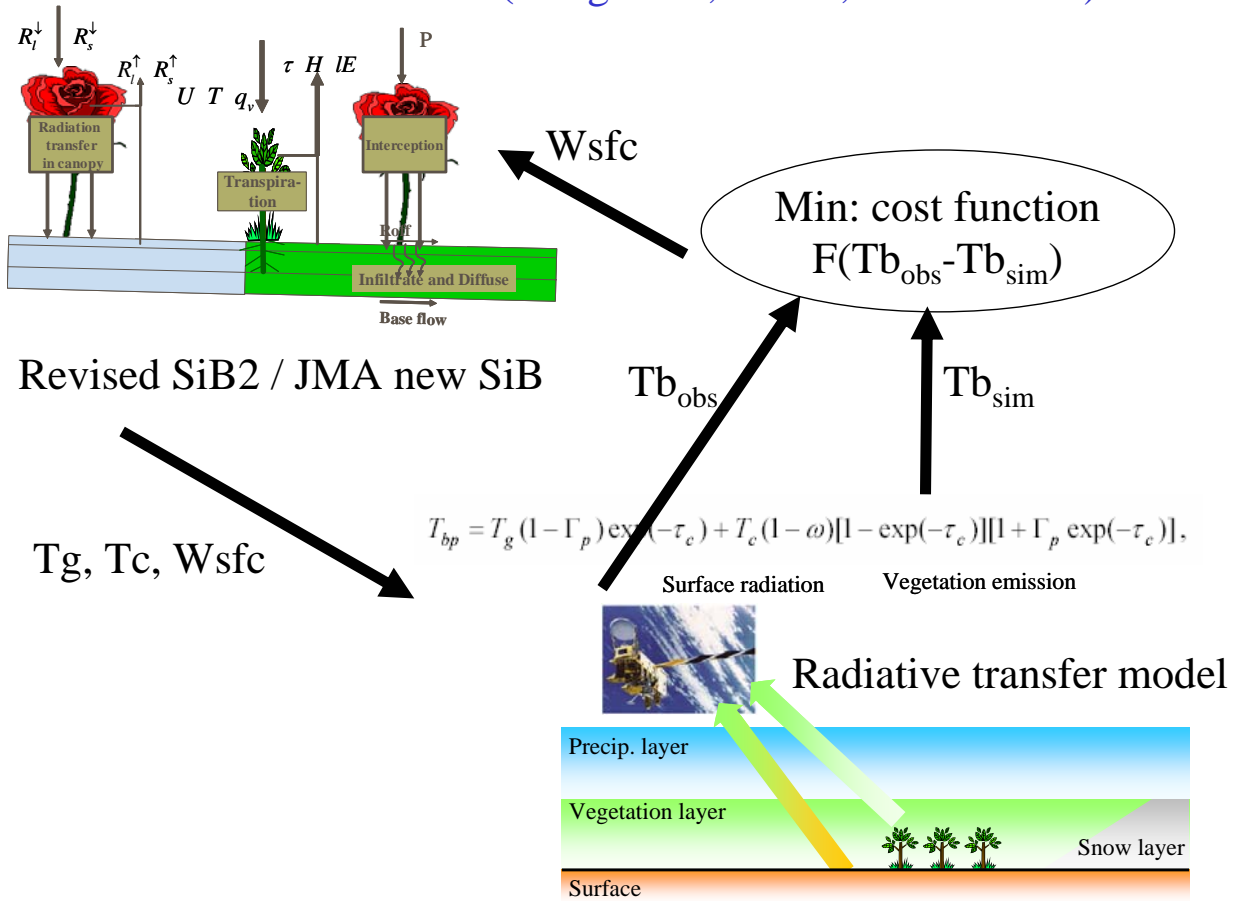 R_l^↓ R_s^↓
R_l^↑ R_s^↑
U T q_v
τ H lE
P
Radiation
transfer
in canopy
Transpira-
tion
Interception
Roff
Infiltrate and Diffuse
Base flow
Wsfc
Min: cost function
F(Tb_obs-Tb_sim)
Revised SiB2 / JMA new SiB
Tb_obs
Tb_sim
T_bp = T_g (1 − Γ_p) exp(−τ_c) + T_c (1 − ω)[1 − exp(−τ_c)][1 + Γ_p exp(−τ_c)],
Tg, Tc, Wsfc
Surface radiation Vegetation emission
Radiative transfer model
Precip. layer
Vegetation layer
Snow layer
Surface